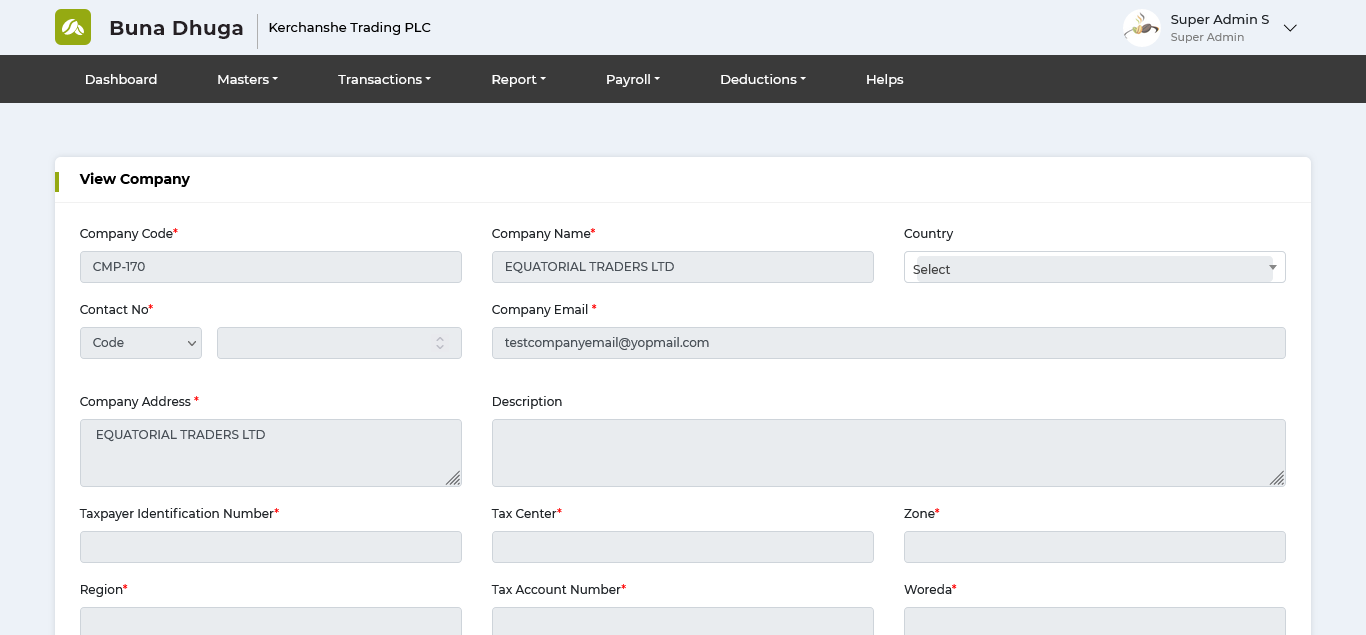 Buna Dhuga
Kerchanshe Trading PLC
Super Admin S
Super Admin
Dashboard Masters Transactions Report Payroll Deductions Helps
View Company
Company Code* Company Name* Country
CMP-170 EQUATORIAL TRADERS LTD Select
Contact No* Company Email *
Code testcompanyemail@yopmail.com
Company Address * Description
EQUATORIAL TRADERS LTD
Taxpayer Identification Number* Tax Center* Zone*
Region* Tax Account Number* Woreda*